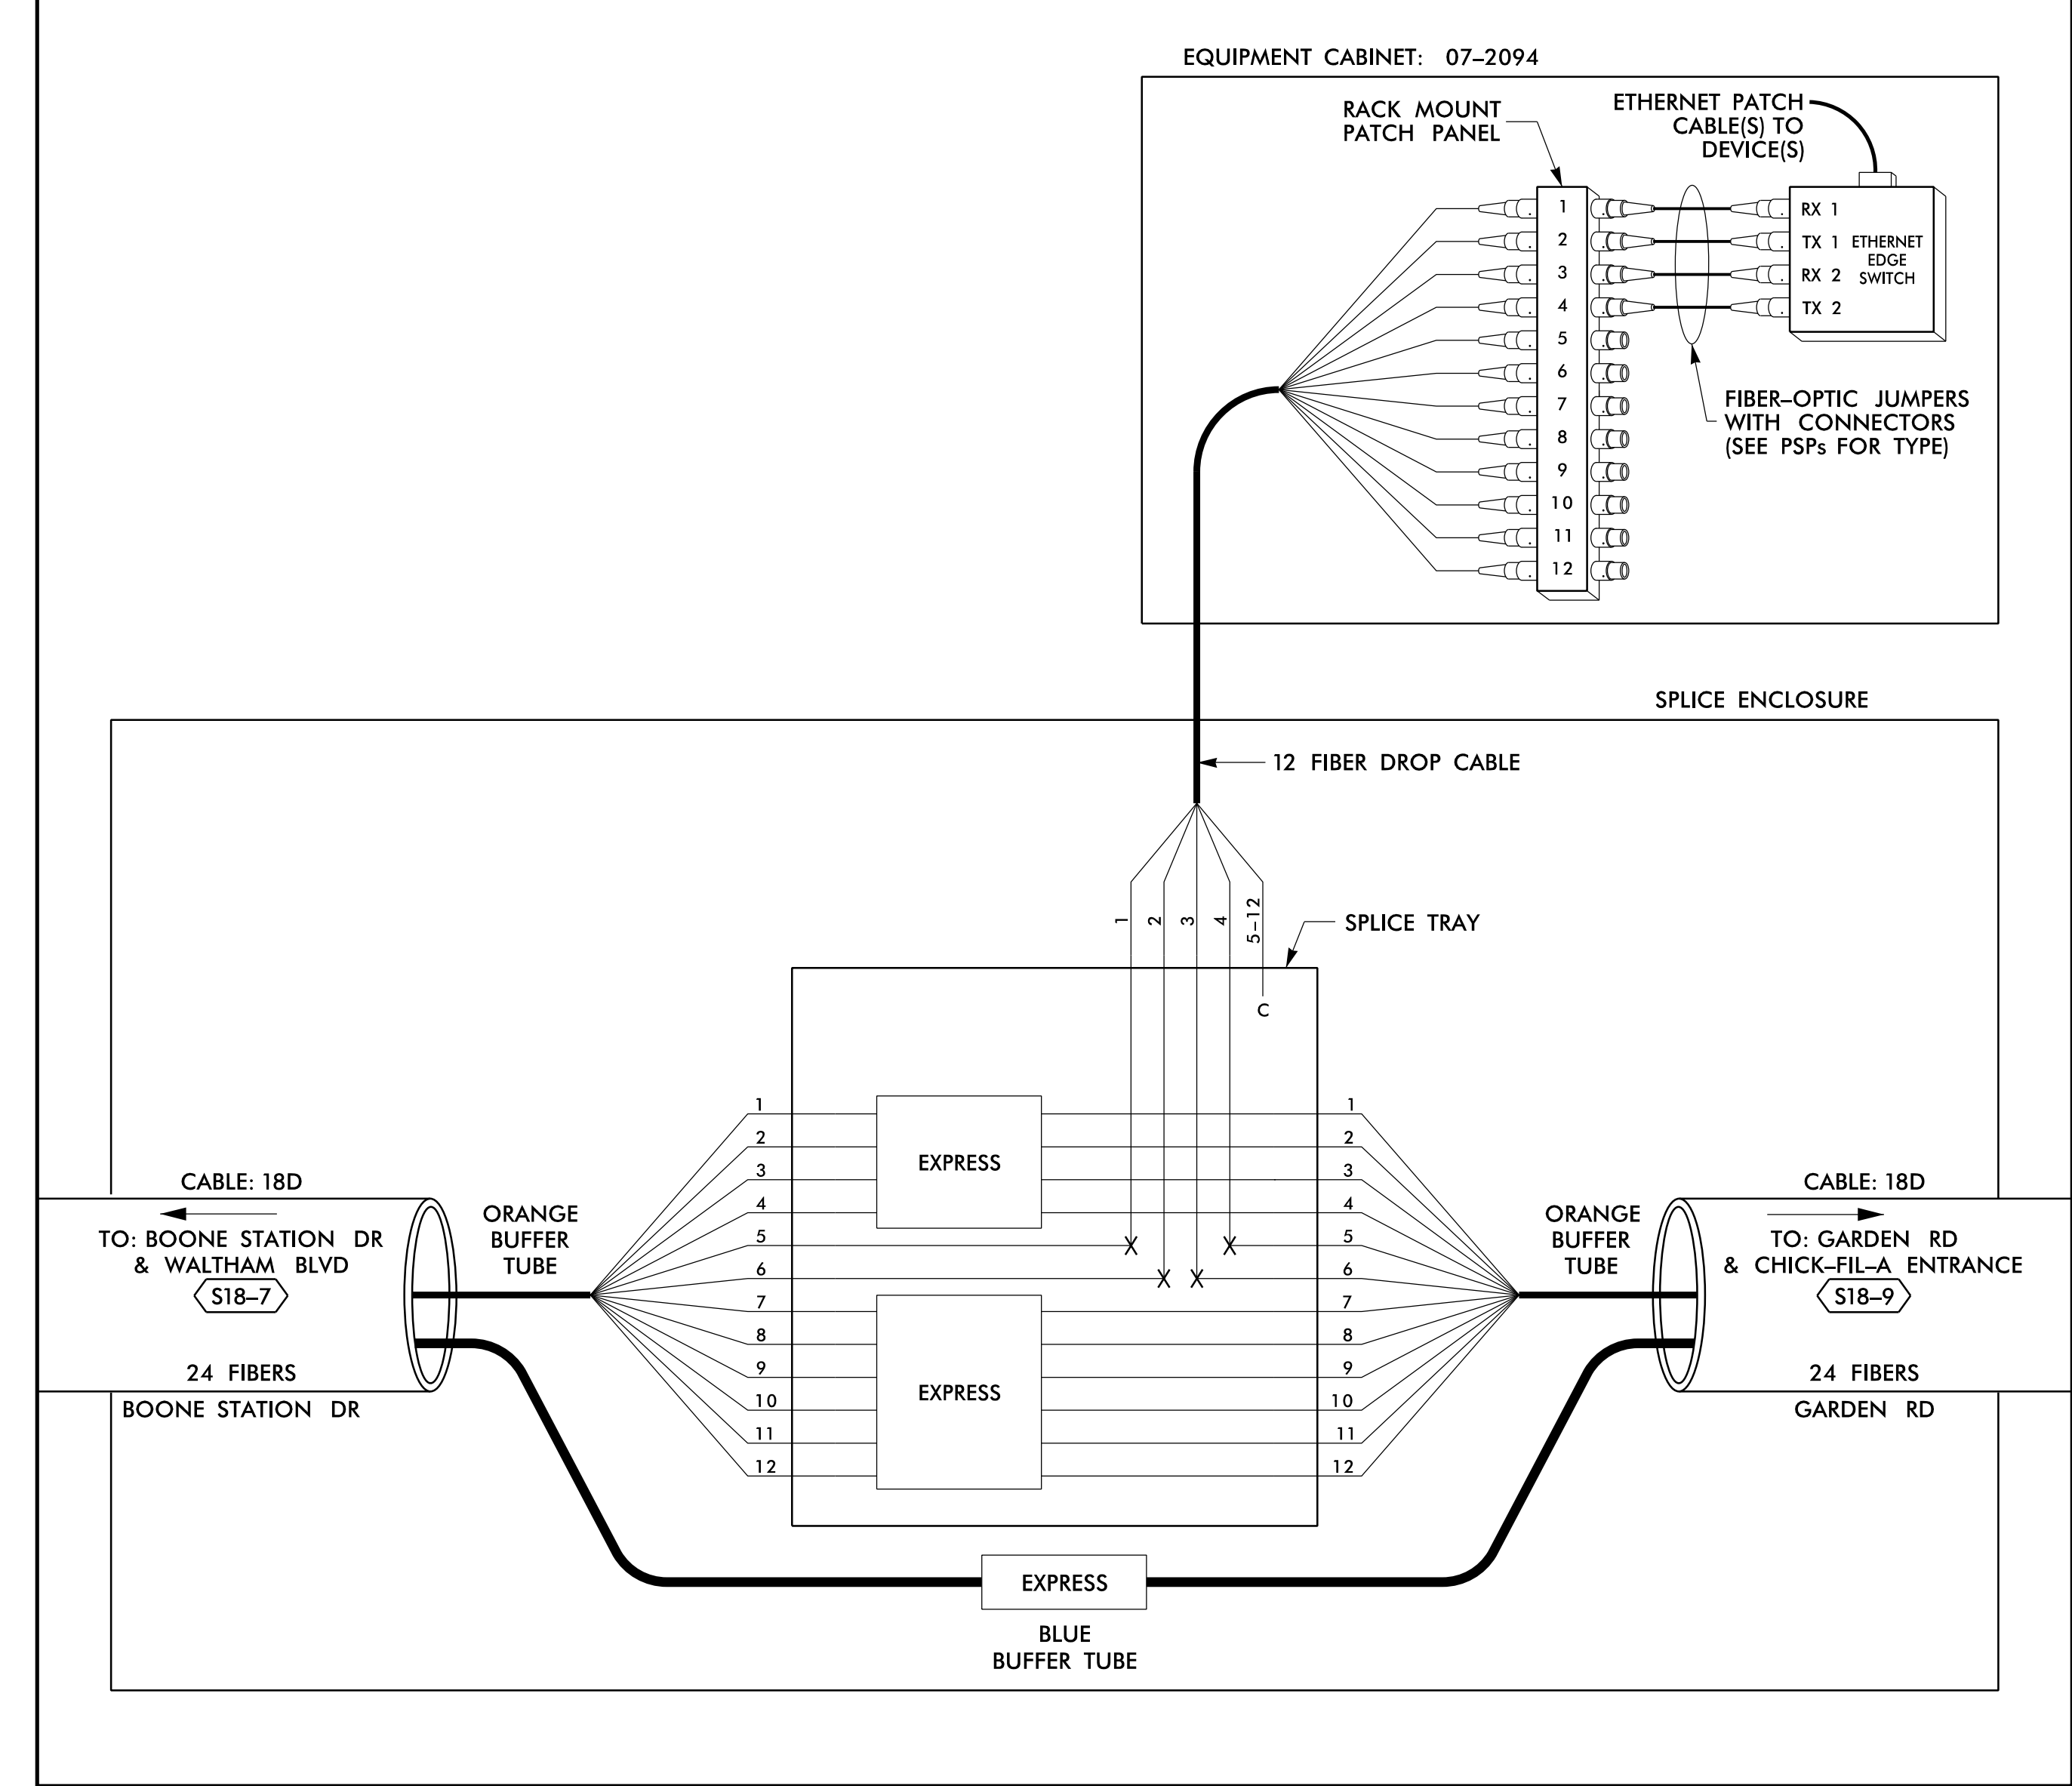 EQUIPMENT CABINET: 07–2094
RACK MOUNT
PATCH PANEL
ETHERNET PATCH
CABLE(S) TO
DEVICE(S)
1
2
3
4
5
6
7
8
9
10
11
12
RX 1
TX 1
RX 2
TX 2
ETHERNET
EDGE
SWITCH
FIBER–OPTIC JUMPERS
WITH CONNECTORS
(SEE PSPs FOR TYPE)
SPLICE ENCLOSURE
12 FIBER DROP CABLE
1
2
3
4
5–12
SPLICE TRAY
C
CABLE: 18D
TO: BOONE STATION DR
& WALTHAM BLVD
S18–7
24 FIBERS
BOONE STATION DR
ORANGE
BUFFER
TUBE
1
2
3
4
5
6
7
8
9
10
11
12
EXPRESS
EXPRESS
1
2
3
4
5
6
7
8
9
10
11
12
ORANGE
BUFFER
TUBE
CABLE: 18D
TO: GARDEN RD
& CHICK–FIL–A ENTRANCE
S18–9
24 FIBERS
GARDEN RD
EXPRESS
BLUE
BUFFER TUBE